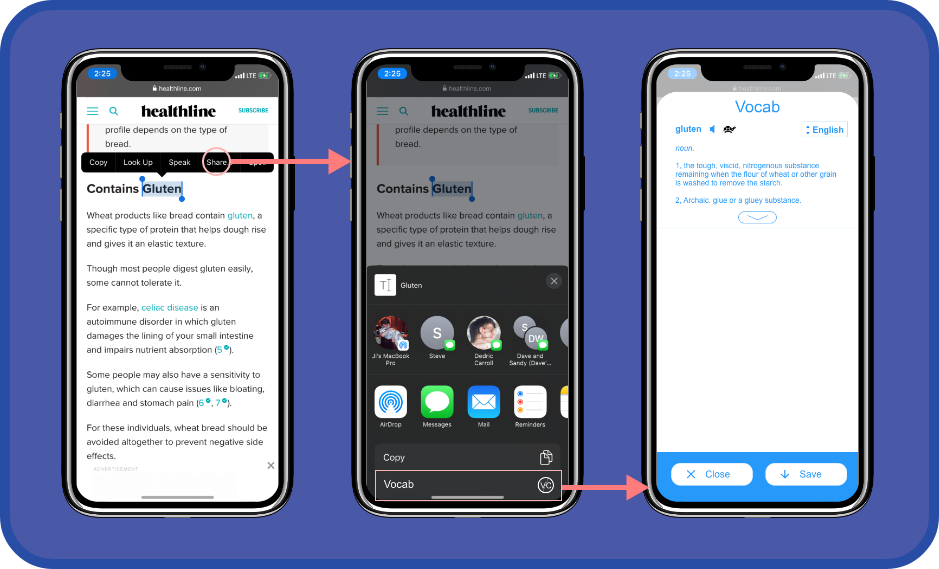 2:25
LTE
healthline.com
healthline
SUBSCRIBE
profile depends on the type of
bread.
Copy
Look Up
Speak
Share
Contains Gluten
Wheat products like bread contain gluten, a
specific type of protein that helps dough rise
and gives it an elastic texture.
Though most people digest gluten easily,
some cannot tolerate it.
For example, celiac disease is an
autoimmune disorder in which gluten
damages the lining of your small intestine
and impairs nutrient absorption (5).
Some people may also have a sensitivity to
gluten, which can cause issues like bloating,
diarrhea and stomach pain (6, 7).
For these individuals, wheat bread should be
avoided altogether to prevent negative side
effects.
ADVERTISEMENT
2:25
LTE
healthline.com
healthline
SUBSCRIBE
profile depends on the type of
bread.
Contains Gluten
Wheat products like bread contain gluten, a
specific type of protein that helps dough rise
and gives it an elastic texture.
TI
Gluten
S
S
DW
Ji's MacBook
Pro
Steve
Dedric
Carroll
Dave and
Sandy (Dave'...
AirDrop
Messages
Mail
Reminders
Copy
Vocab
VC
2:25
LTE
healthline.com
Vocab
gluten
English
noun.
1, the tough, viscid, nitrogenous substance
remaining when the flour of wheat or other grain
is washed to remove the starch.
2, Archaic. glue or a gluey substance.
Close
Save